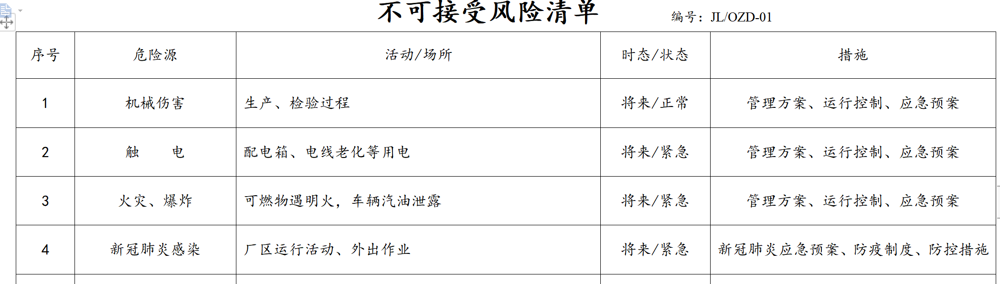 不可接受风险清单
编号：JL/OZD-01
序号 危险源 活动/场所 时态/状态 措施
1 机械伤害 生产、检验过程 将来/正常 管理方案、运行控制、应急预案
2 触 电 配电箱、电线老化等用电 将来/紧急 管理方案、运行控制、应急预案
3 火灾、爆炸 可燃物遇明火，车辆汽油泄露 将来/紧急 管理方案、运行控制、应急预案
4 新冠肺炎感染 厂区运行活动、外出作业 将来/紧急 新冠肺炎应急预案、防疫制度、防控措施